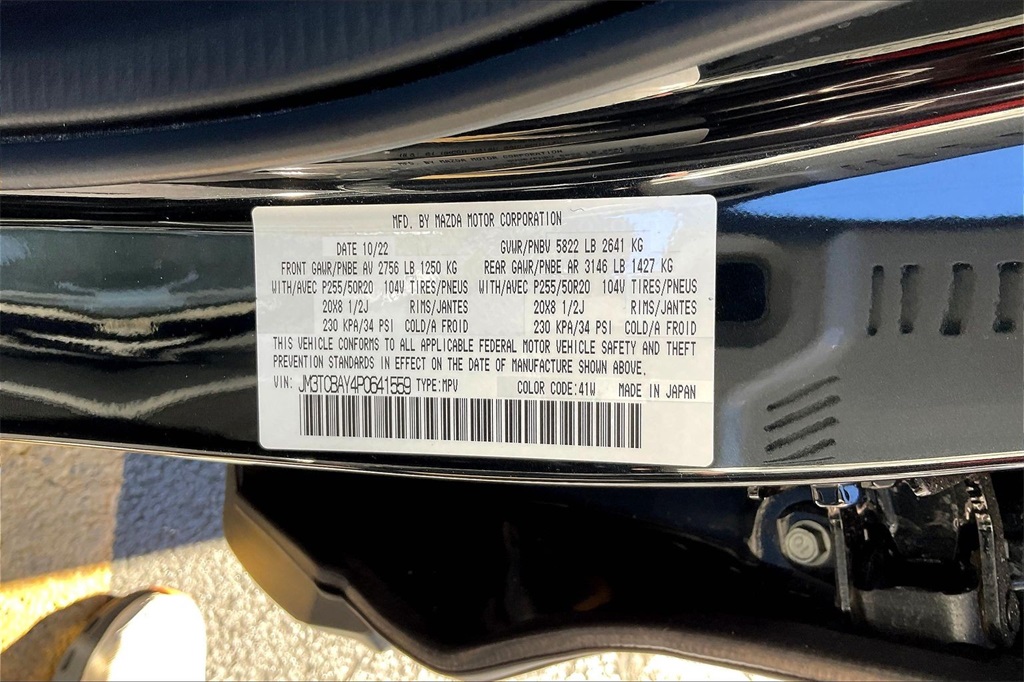 MFD. BY MAZDA MOTOR CORPORATION
DATE 10/22 GVWR/PNBV 5822 LB 2641 KG
FRONT GAWR/PNBE AV 2756 LB 1250 KG REAR GAWR/PNBE AR 3146 LB 1427 KG
WITH/AVEC P255/50R20 104V TIRES/PNEUS WITH/AVEC P255/50R20 104V TIRES/PNEUS
20X8 1/2J RIMS/JANTES 20X8 1/2J RIMS/JANTES
230 KPA/34 PSI COLD/A FROID 230 KPA/34 PSI COLD/A FROID
THIS VEHICLE CONFORMS TO ALL APPLICABLE FEDERAL MOTOR VEHICLE SAFETY AND THEFT
PREVENTION STANDARDS IN EFFECT ON THE DATE OF MANUFACTURE SHOWN ABOVE.
VIN: JM3TCBAY4P0641559 TYPE:MPV COLOR CODE:41W MADE IN JAPAN